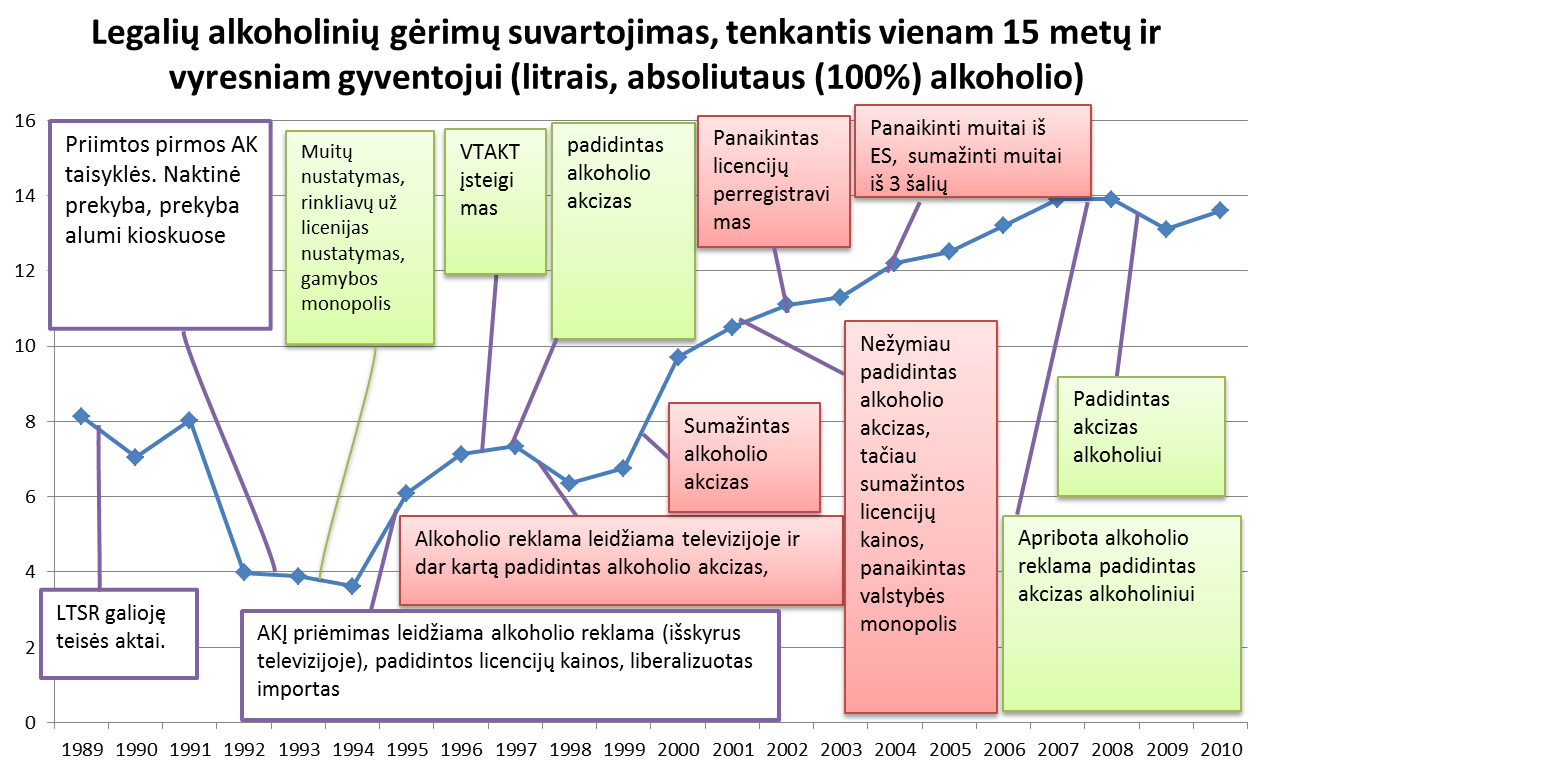 Legalių alkoholinių gėrimų suvartojimas, tenkantis vienam 15 metų ir
vyresniam gyventojui (litrais, absoliutaus (100%) alkoholio)
16
14
12
10
8
6
4
2
0
Priimtos pirmos AK
taisyklės. Naktinė
prekyba, prekyba
alumi kioskuose
Muitų
nustatymas,
rinkliavų už
licenijas
nustatymas,
gamybos
monopolis
VTAKT
įsteigi
mas
padidintas
alkoholio
akcizas
Panaikintas
licencijų
perregistravi
mas
Panaikinti muitai iš
ES, sumažinti muitai
iš 3 šalių
Nežymiau
padidintas
alkoholio
akcizas,
tačiau
sumažintos
licencijų
kainos,
panaikintas
valstybės
monopolis
Padidintas
akcizas
alkoholiui
Sumažintas
alkoholio
akcizas
Alkoholio reklama leidžiama televizijoje ir
dar kartą padidintas alkoholio akcizas,
Apribota alkoholio
reklama padidintas
akcizas alkoholiniui
LTSR galioję
teisės aktai.
AKĮ priėmimas leidžiama alkoholio reklama (išskyrus
televizijoje), padidintos licencijų kainos, liberalizuotas
importas
1989 1990 1991 1992 1993 1994 1995 1996 1997 1998 1999 2000 2001 2002 2003 2004 2005 2006 2007 2008 2009 2010